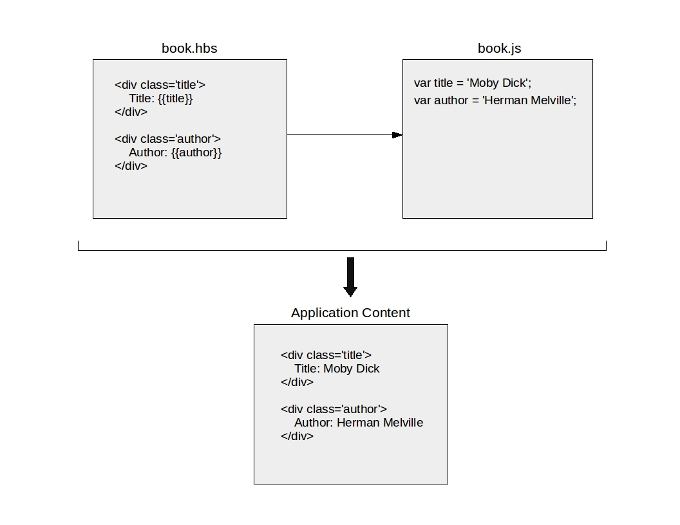 book.hbs
<div class='title'>
Title: {{title}}
</div>
<div class='author'>
Author: {{author}}
</div>
book.js
var title = 'Moby Dick';
var author = 'Herman Melville';
Application Content
<div class='title'>
Title: Moby Dick
</div>
<div class='author'>
Author: Herman Melville
</div>